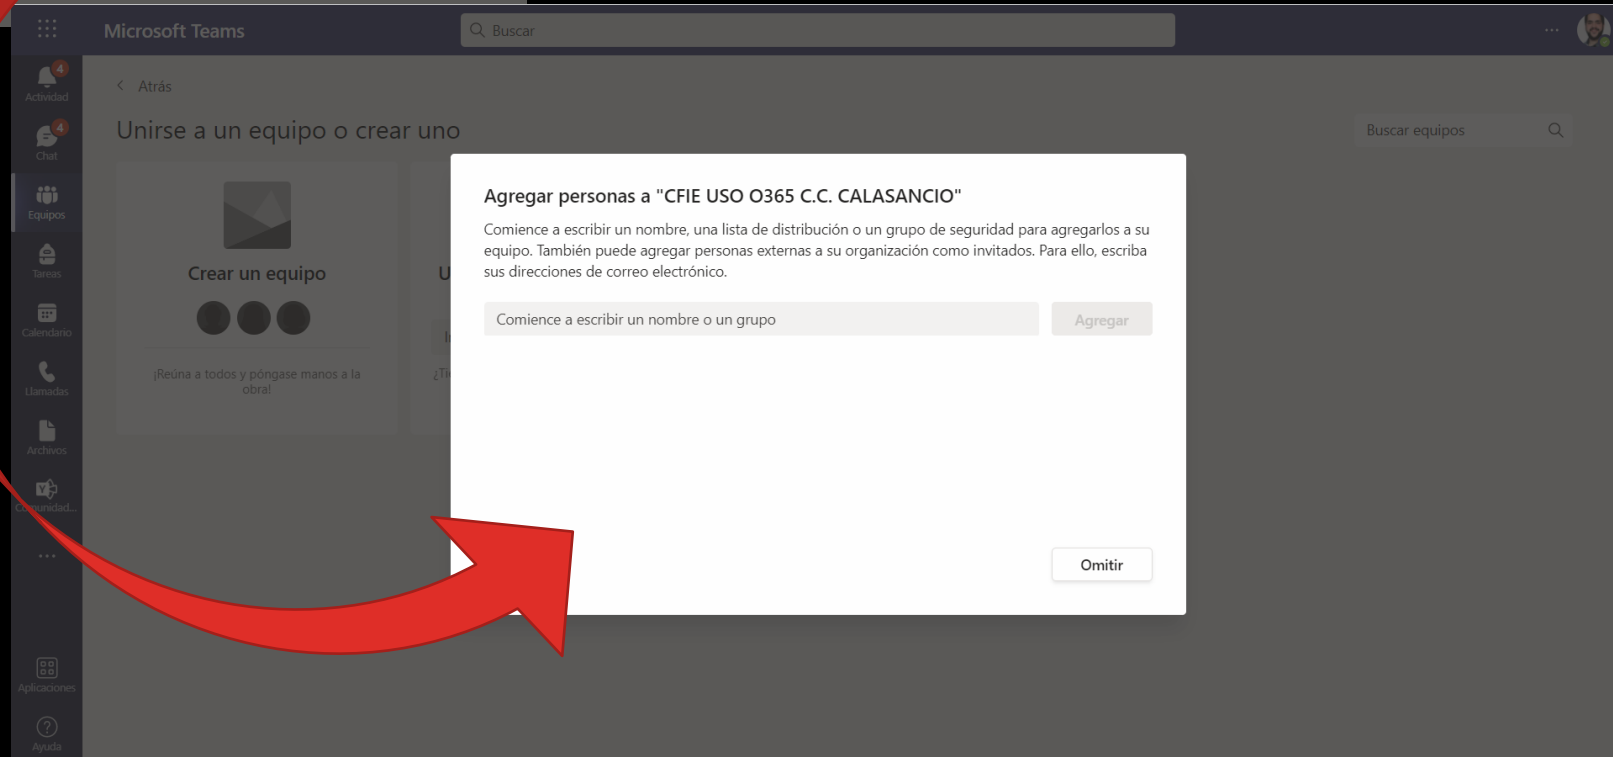 Microsoft Teams
Buscar
4
Actividad
4
Chat
Equipos
Tareas
Calendario
Llamadas
Archivos
Comunidad...
Aplicaciones
Ayuda
Atrás
Unirse a un equipo o crear uno
Buscar equipos
Crear un equipo
¡Reúna a todos y póngase manos a la
obra!
U
¿Ti
Agregar personas a "CFIE USO O365 C.C. CALASANCIO"
Comience a escribir un nombre, una lista de distribución o un grupo de seguridad para agregarlos a su
equipo. También puede agregar personas externas a su organización como invitados. Para ello, escriba
sus direcciones de correo electrónico.
Comience a escribir un nombre o un grupo
Agregar
Omitir